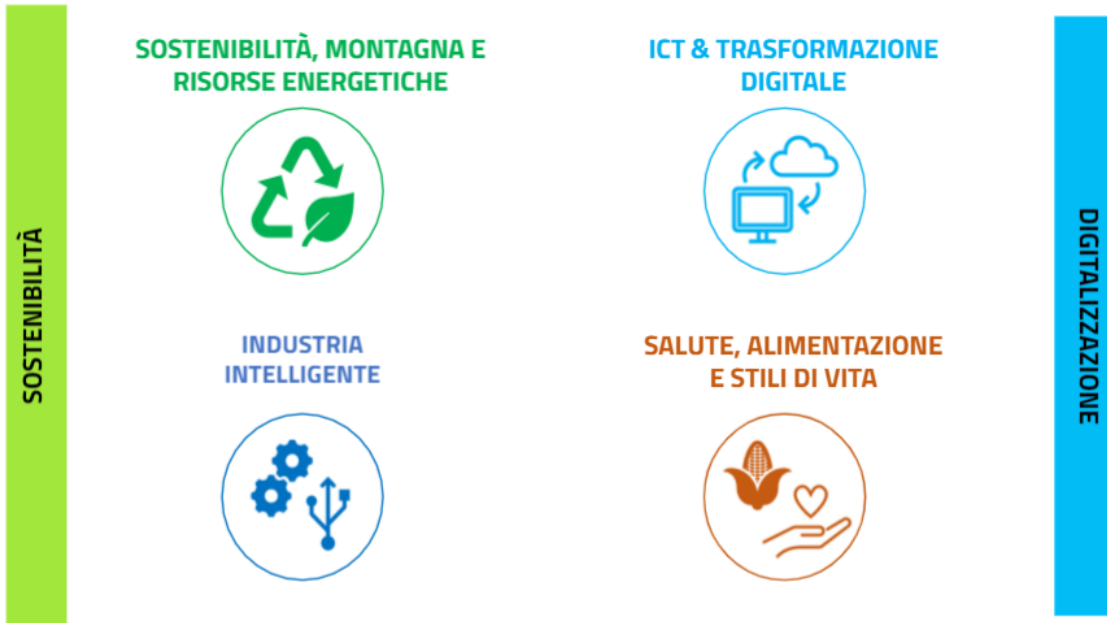 SOSTENIBILITÀ
SOSTENIBILITÀ, MONTAGNA E
RISORSE ENERGETICHE
ICT & TRASFORMAZIONE
DIGITALE
INDUSTRIA
INTELLIGENTE
SALUTE, ALIMENTAZIONE
E STILI DI VITA
DIGITALIZZAZIONE